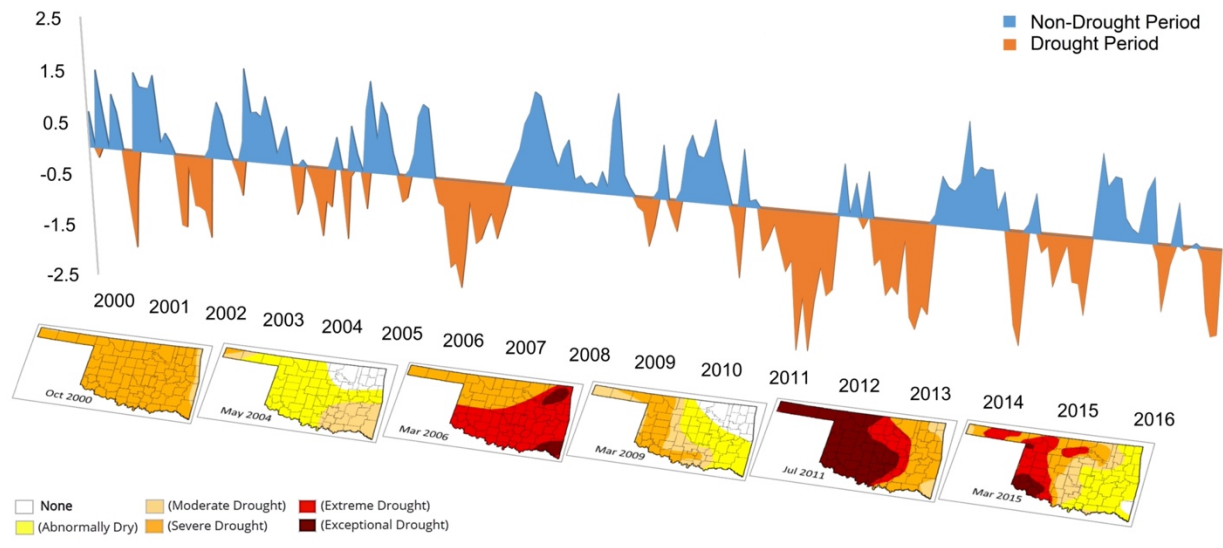 2.5
1.5
0.5
-0.5
-1.5
-2.5
Non-Drought Period
Drought Period
2000 2001 2002 2003 2004 2005 2006 2007 2008 2009 2010 2011 2012 2013 2014 2015 2016
Oct 2000
May 2004
Mar 2006
Mar 2009
Jul 2011
Mar 2015
None (Moderate Drought) (Extreme Drought)
(Abnormally Dry) (Severe Drought) (Exceptional Drought)